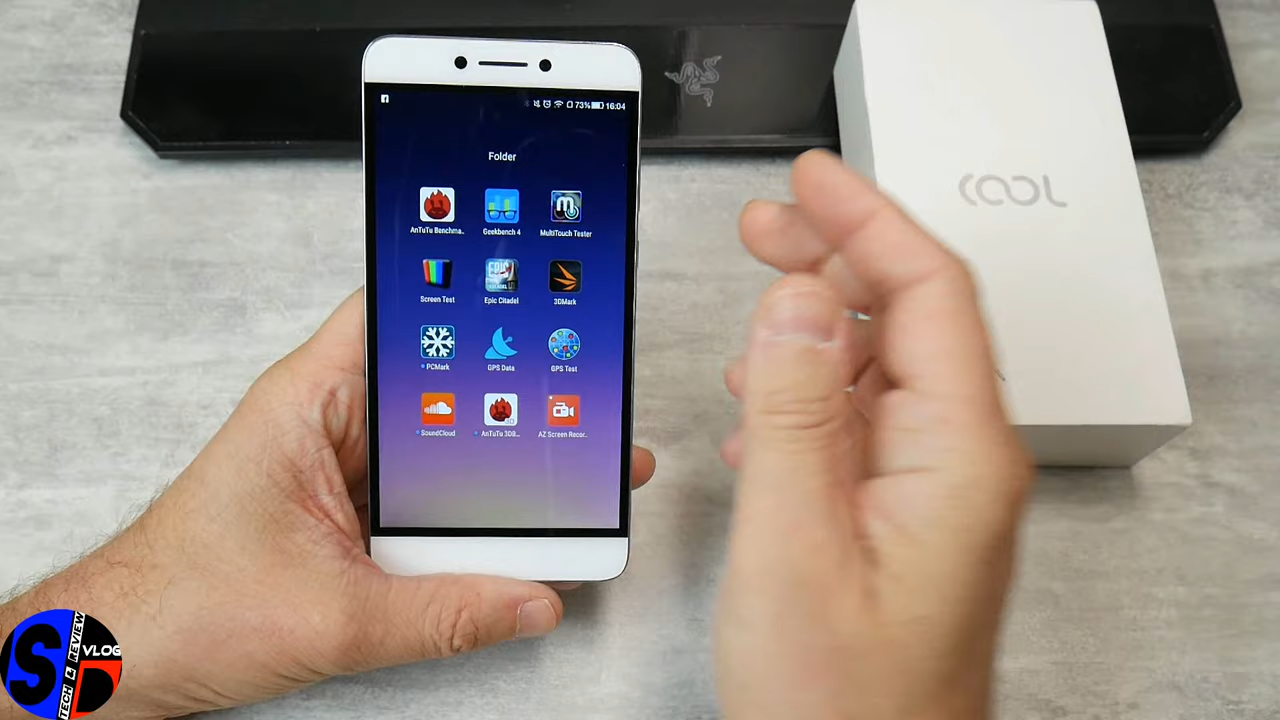 73% 16:04
Folder
AnTuTu Benchma..
Geekbench 4
MultiTouch Tester
Screen Test
Epic Citadel
3DMark
PCMark
GPS Data
GPS Test
SoundCloud
AnTuTu 3DB...
AZ Screen Recor..
COOL
SD
TECH & REVIEW
VLOG